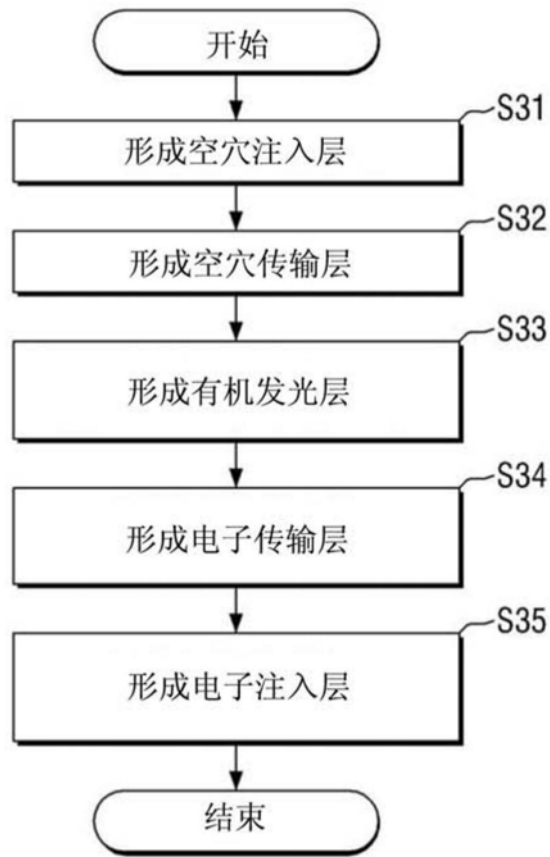 开始
S31
形成空穴注入层
S32
形成空穴传输层
S33
形成有机发光层
S34
形成电子传输层
S35
形成电子注入层
结束